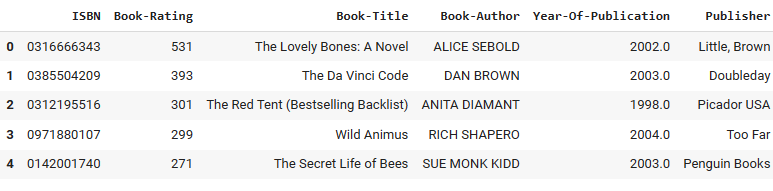 ISBN Book-Rating Book-Title Book-Author Year-Of-Publication Publisher
0 0316666343 531 The Lovely Bones: A Novel ALICE SEBOLD 2002.0 Little, Brown
1 0385504209 393 The Da Vinci Code DAN BROWN 2003.0 Doubleday
2 0312195516 301 The Red Tent (Bestselling Backlist) ANITA DIAMANT 1998.0 Picador USA
3 0971880107 299 Wild Animus RICH SHAPERO 2004.0 Too Far
4 0142001740 271 The Secret Life of Bees SUE MONK KIDD 2003.0 Penguin Books